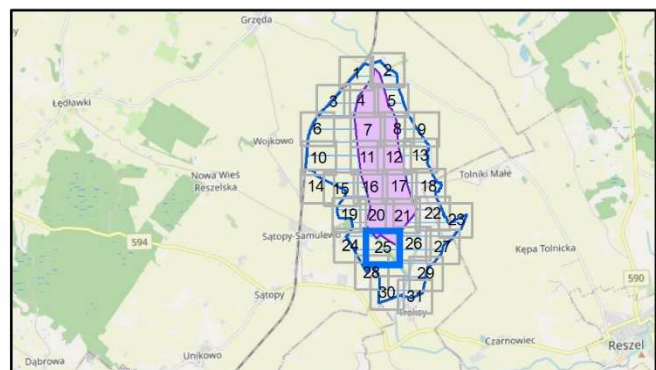 Grzęda
1 2
Łędławki
3 4 5
6 7 8 9
Wojkowo
10 11 12 13
Nowa Wieś
Reszelska
14 15 16 17 18
Tolniki Małe
19 20 21 22 23
594
Sątopy-Samulewo
24 25 26 27
Kępa Tolnicka
28 29
590
Sątopy
30 31
Troksy
Czarnowiec
Reszel
Unikowo
Dąbrowa